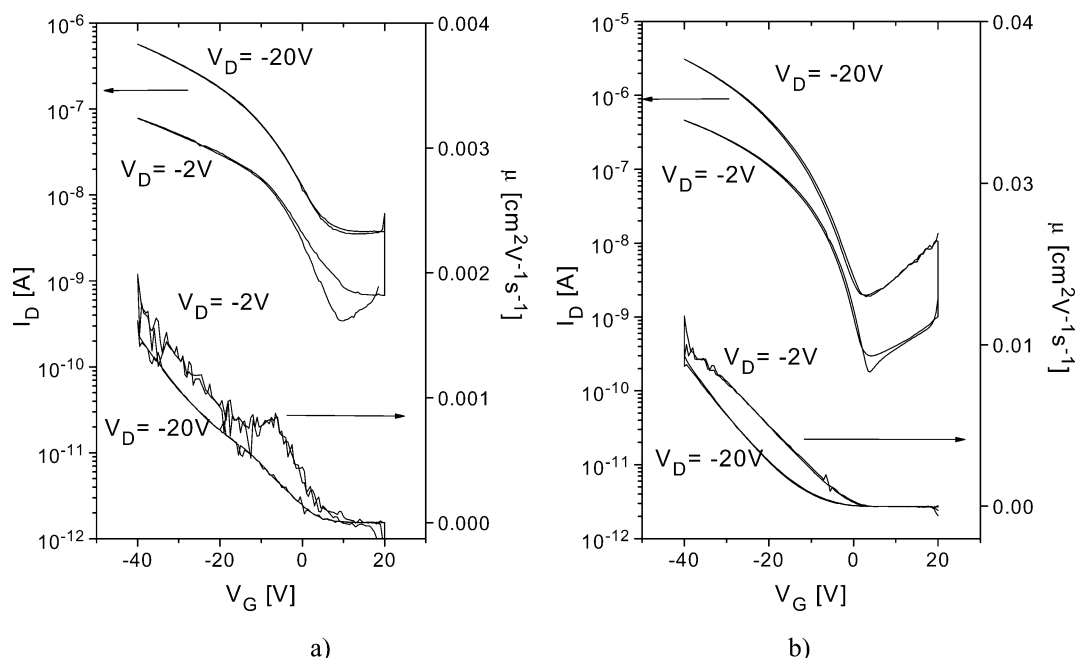 10⁻⁶
10⁻⁷
10⁻⁸
10⁻⁹
10⁻¹⁰
10⁻¹¹
10⁻¹²
I_D [A]
V_D = -20V
V_D = -2V
V_D= -2V
V_D= -20V
0.004
0.003
0.002
0.001
0.000
μ [cm²V⁻¹s⁻¹]
-40
-20
0
20
V_G [V]
a)
10⁻⁵
10⁻⁶
10⁻⁷
10⁻⁸
10⁻⁹
10⁻¹⁰
10⁻¹¹
10⁻¹²
I_D [A]
V_D = -20V
V_D= -2V
V_D= -2V
V_D= -20V
0.04
0.03
0.01
0.00
μ [cm²V⁻¹s⁻¹]
-40
-20
0
20
V_G [V]
b)